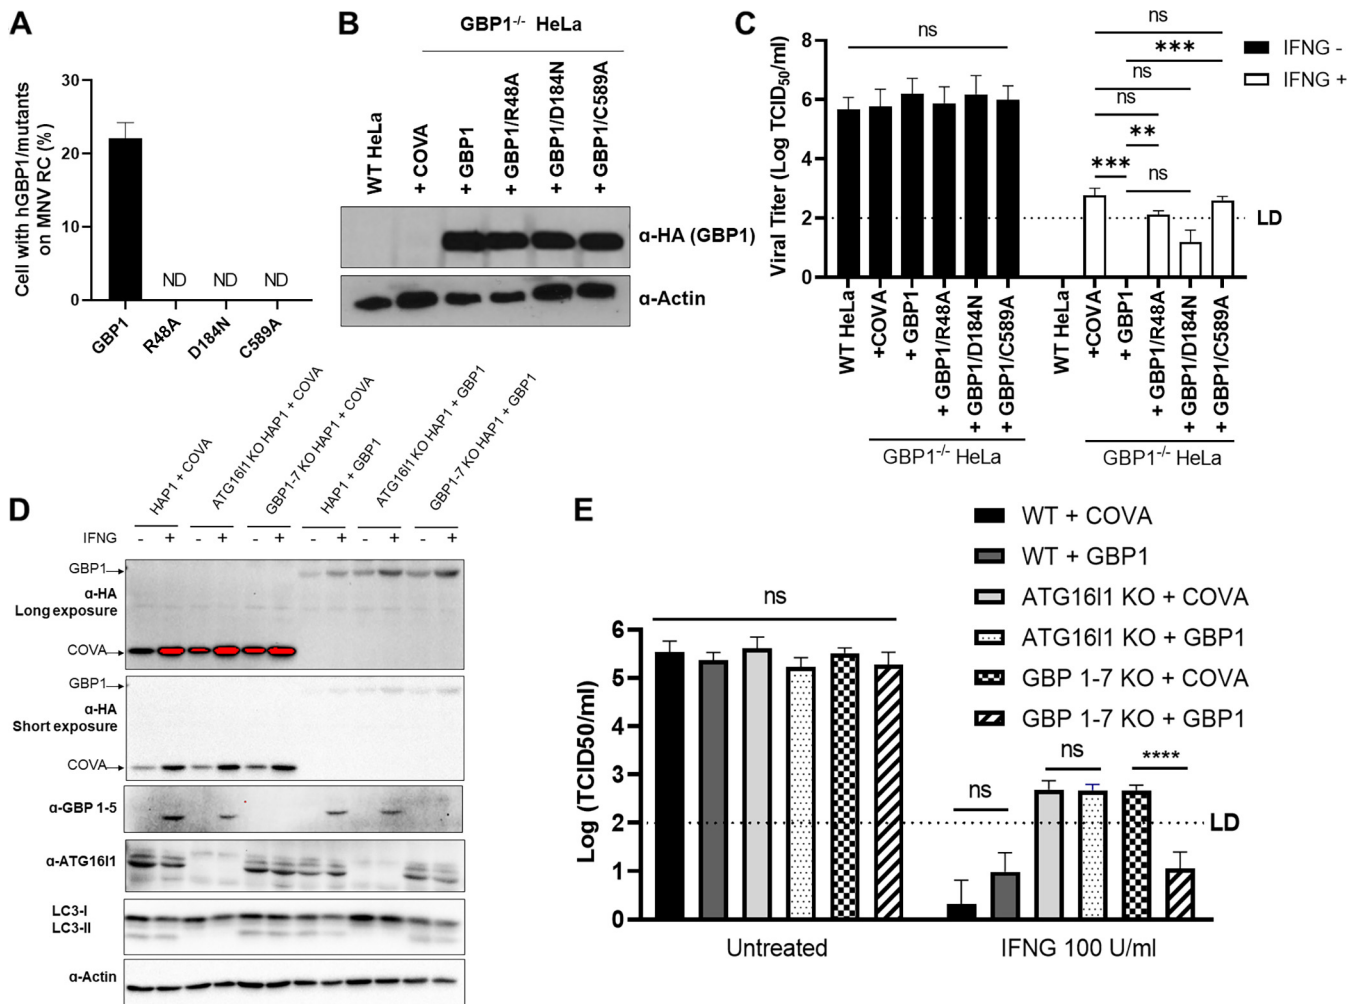 A
Cell with hGBP1/mutants
on MNV RC (%)
30
20
10
0
ND
ND
ND
GBP1
R48A
D184N
C589A
B
GBP1-/- HeLa
WT HeLa
+ COVA
+ GBP1
+ GBP1/R48A
+ GBP1/D184N
+ GBP1/C589A
α-HA (GBP1)
α-Actin
C
Viral Titer (Log TCID50/ml)
8
6
4
2
0
ns
ns
***
ns
ns
**
***
ns
IFNG -
IFNG +
LD
WT HeLa
+COVA
+ GBP1
+ GBP1/R48A
+ GBP1/D184N
+ GBP1/C589A
GBP1-/- HeLa
WT HeLa
+COVA
+ GBP1
+ GBP1/R48A
+ GBP1/D184N
+ GBP1/C589A
GBP1-/- HeLa
D
HAP1 + COVA
ATG16l1 KO HAP1 + COVA
GBP1-7 KO HAP1 + COVA
HAP1 + GBP1
ATG16l1 KO HAP1 + GBP1
GBP1-7 KO HAP1 + GBP1
IFNG - + - + - + - + - + - +
GBP1
α-HA
Long exposure
COVA
GBP1
α-HA
Short exposure
COVA
α-GBP 1-5
α-ATG16l1
LC3-I
LC3-II
α-Actin
E
WT + COVA
WT + GBP1
ATG16l1 KO + COVA
ATG16l1 KO + GBP1
GBP 1-7 KO + COVA
GBP 1-7 KO + GBP1
Log (TCID50/ml)
6
5
4
3
2
1
0
ns
ns
ns
****
LD
Untreated
IFNG 100 U/ml